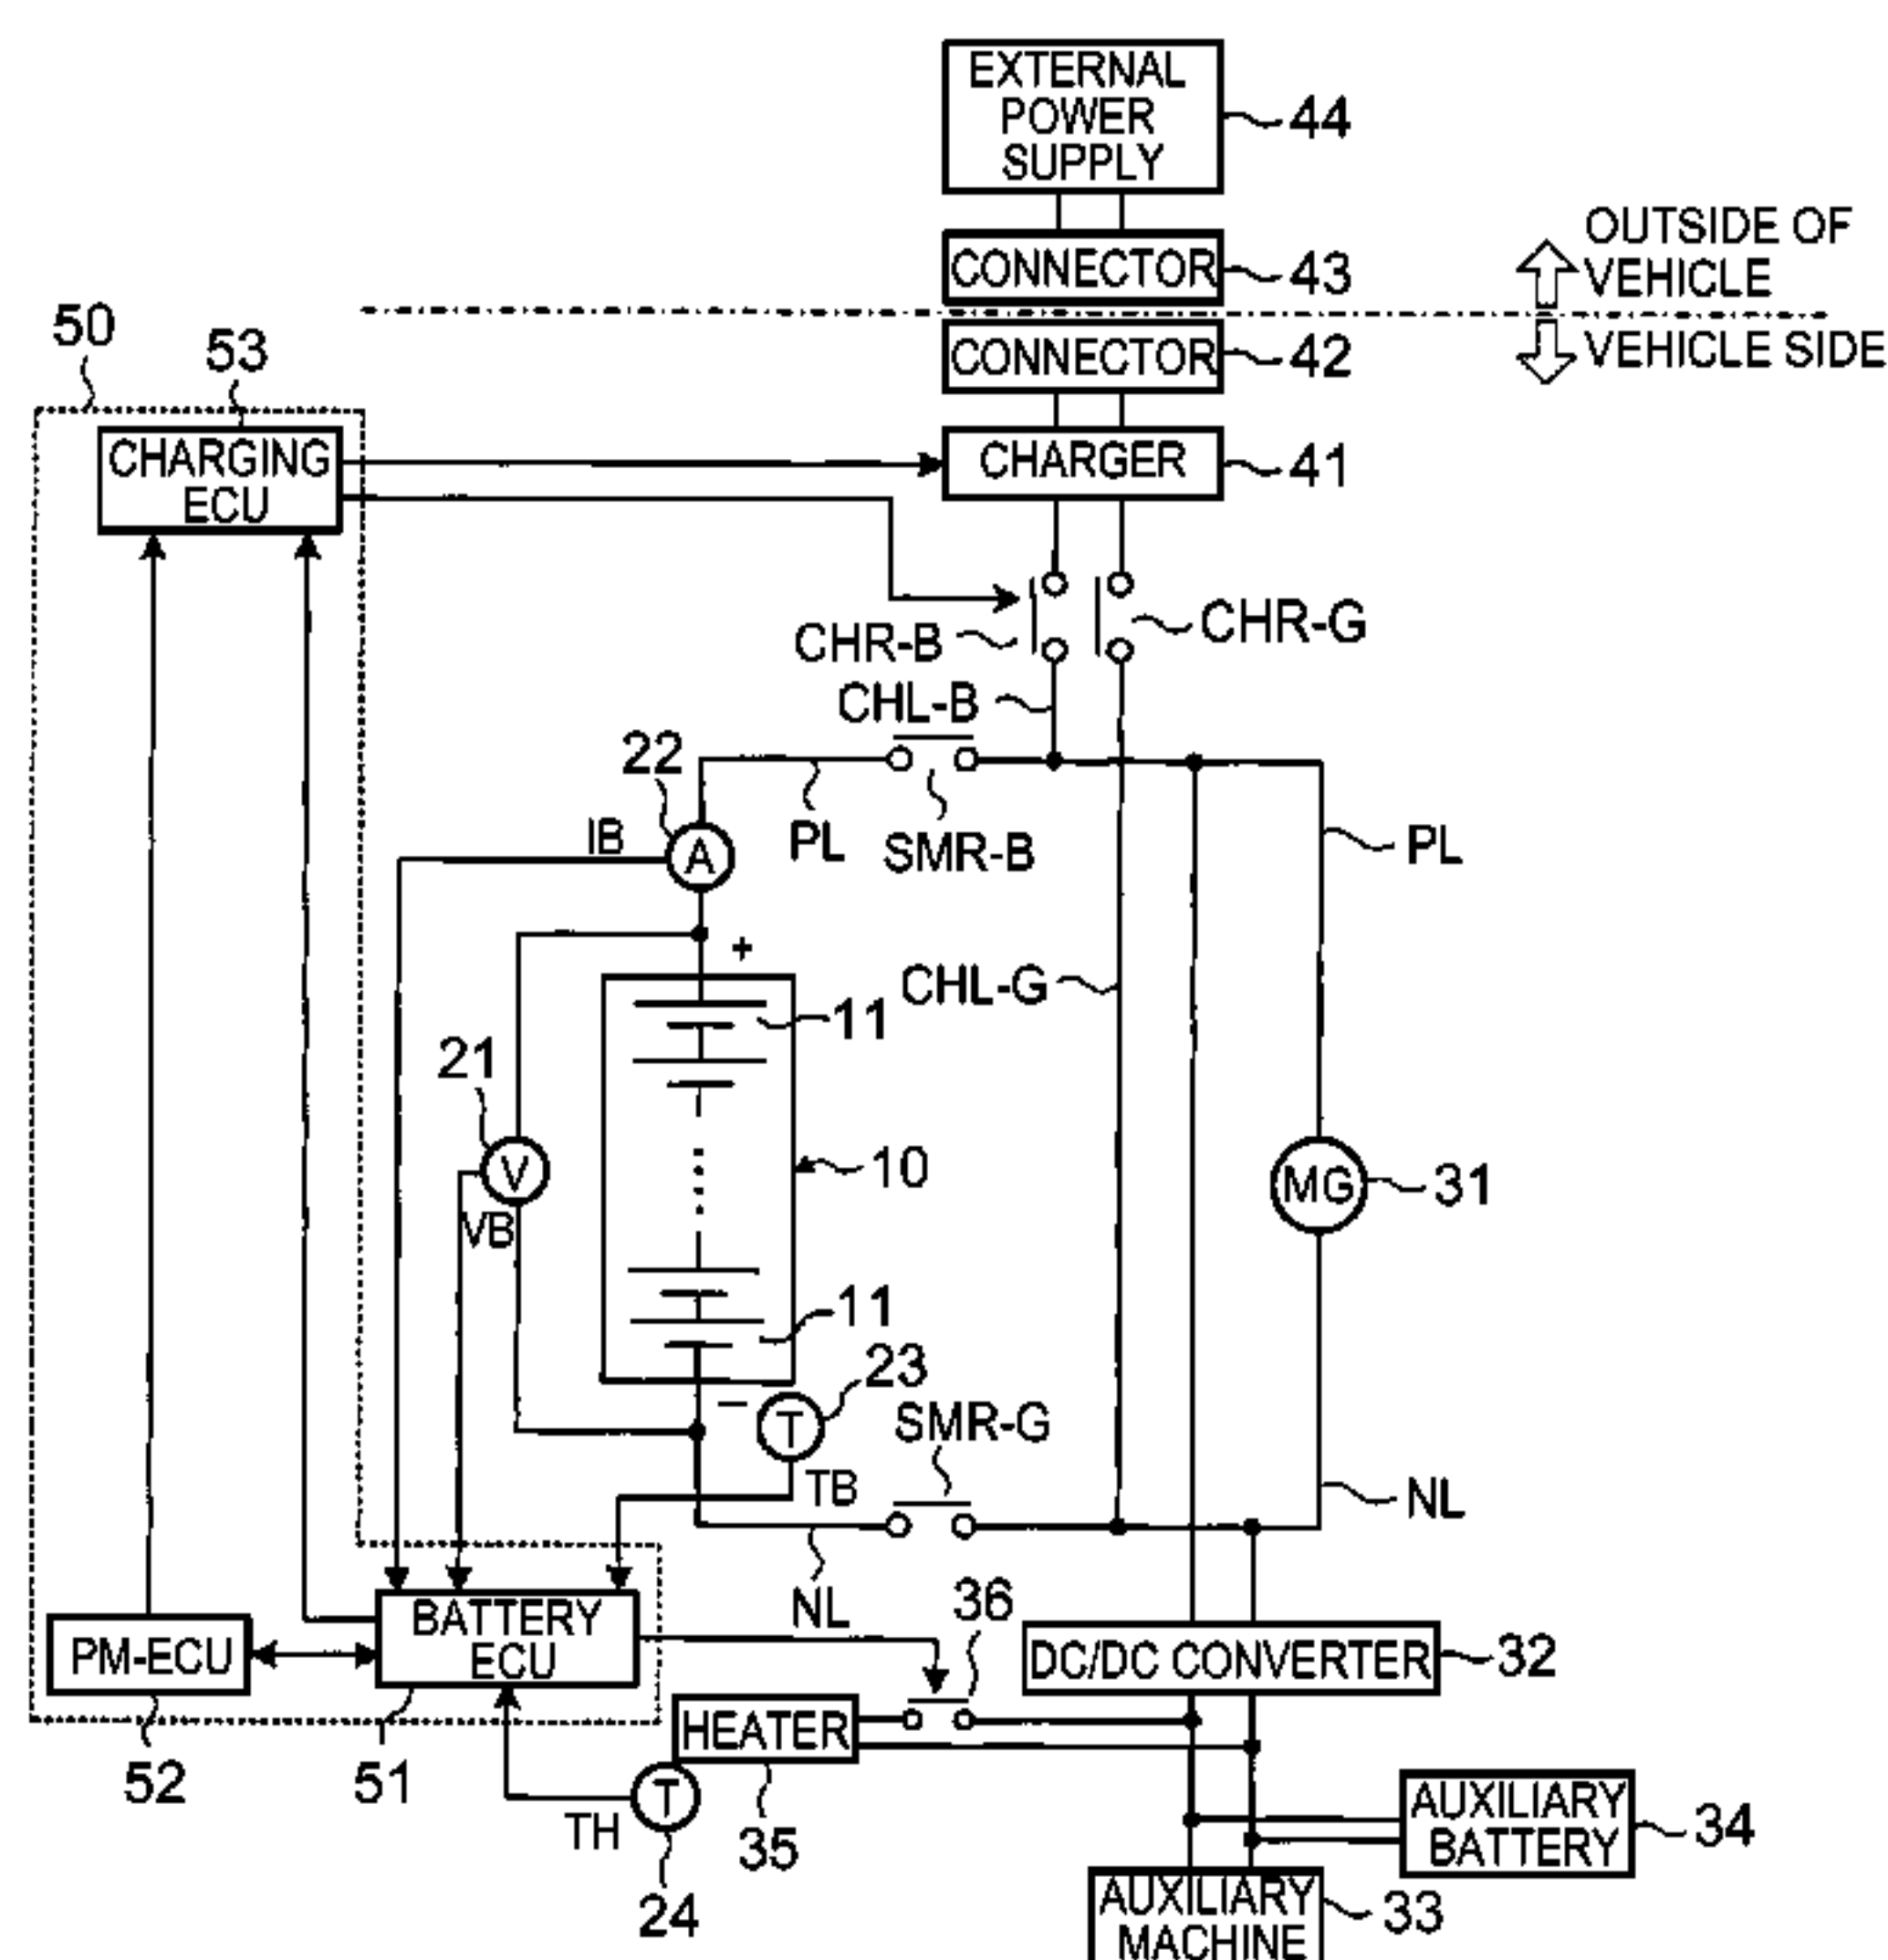 EXTERNAL
POWER
SUPPLY
44
OUTSIDE OF
VEHICLE
CONNECTOR
43
50
53
CONNECTOR
42
VEHICLE SIDE
CHARGING
ECU
CHARGER
41
CHR-B
CHR-G
CHL-B
22
IB
A
PL
SMR-B
PL
+
CHL-G
11
21
V
VB
10
MG
31
11
23
−
T
SMR-G
TB
NL
NL
36
BATTERY
ECU
PM-ECU
DC/DC CONVERTER
32
HEATER
52
51
T
TH
35
24
AUXILIARY
BATTERY
34
AUXILIARY
MACHINE
33